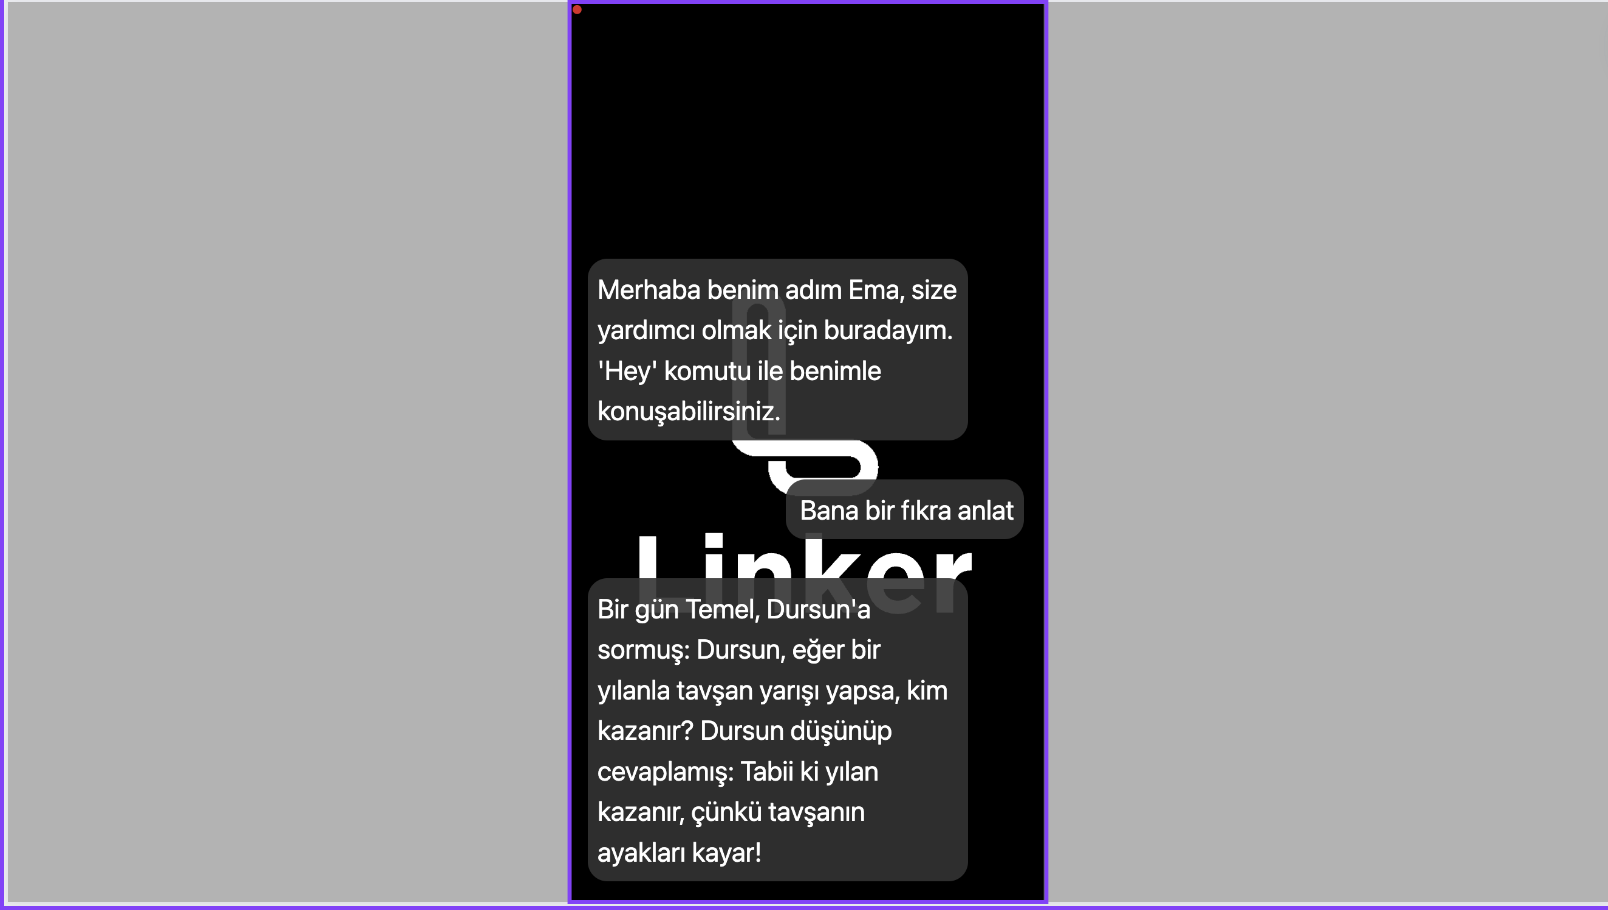 Merhaba benim adım Ema, size
yardımcı olmak için buradayım.
'Hey' komutu ile benimle
konuşabilirsiniz.
Bana bir fıkra anlat
Linker
Bir gün Temel, Dursun'a
sormuş: Dursun, eğer bir
yılanla tavşan yarışı yapsa, kim
kazanır? Dursun düşünüp
cevaplamış: Tabii ki yılan
kazanır, çünkü tavşanın
ayakları kayar!